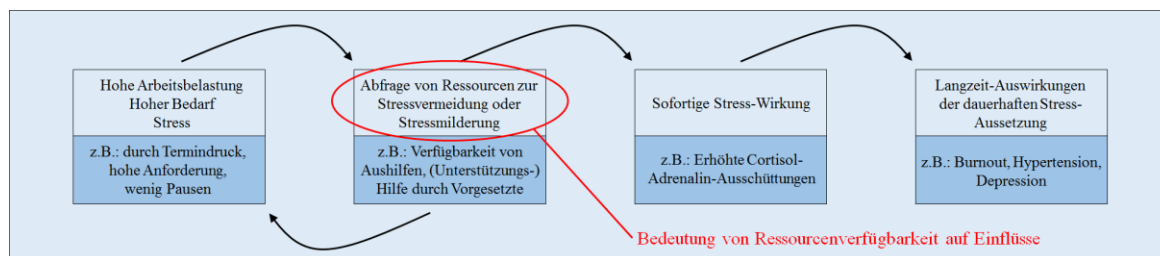 Hohe Arbeitsbelastung
Hoher Bedarf
Stress
z.B.: durch Termindruck,
hohe Anforderung,
wenig Pausen
Abfrage von Ressourcen zur
Stressvermeidung oder
Stressmilderung
z.B.: Verfügbarkeit von
Aushilfen, (Unterstützungs-)
Hilfe durch Vorgesetzte
Sofortige Stress-Wirkung
z.B.: Erhöhte Cortisol-
Adrenalin-Ausschüttungen
Langzeit-Auswirkungen
der dauerhaften Stress-
Aussetzung
z.B.: Burnout, Hypertension,
Depression
Bedeutung von Ressourcenverfügbarkeit auf Einflüsse